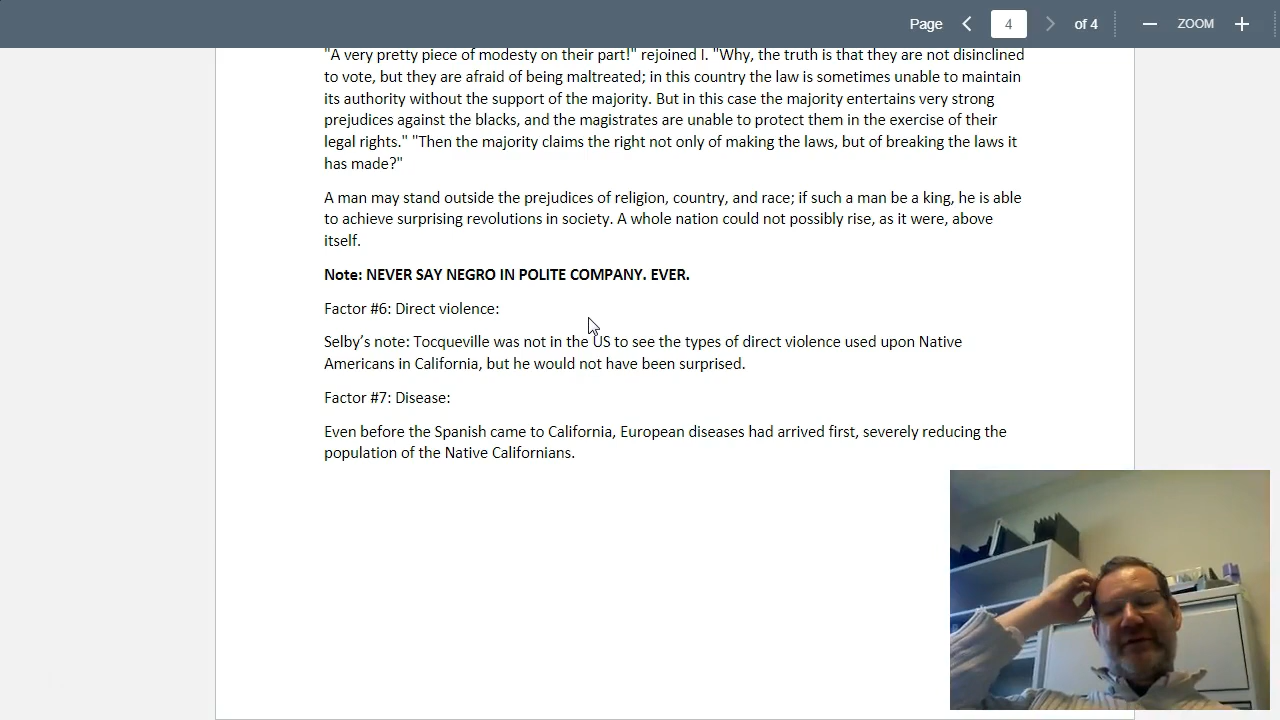 Page 4 of 4 ZOOM
"A very pretty piece of modesty on their part!" rejoined I. "Why, the truth is that they are not disinclined
to vote, but they are afraid of being maltreated; in this country the law is sometimes unable to maintain
its authority without the support of the majority. But in this case the majority entertains very strong
prejudices against the blacks, and the magistrates are unable to protect them in the exercise of their
legal rights." "Then the majority claims the right not only of making the laws, but of breaking the laws it
has made?"
A man may stand outside the prejudices of religion, country, and race; if such a man be a king, he is able
to achieve surprising revolutions in society. A whole nation could not possibly rise, as it were, above
itself.
Note: NEVER SAY NEGRO IN POLITE COMPANY. EVER.
Factor #6: Direct violence:
Selby’s note: Tocqueville was not in the US to see the types of direct violence used upon Native
Americans in California, but he would not have been surprised.
Factor #7: Disease:
Even before the Spanish came to California, European diseases had arrived first, severely reducing the
population of the Native Californians.